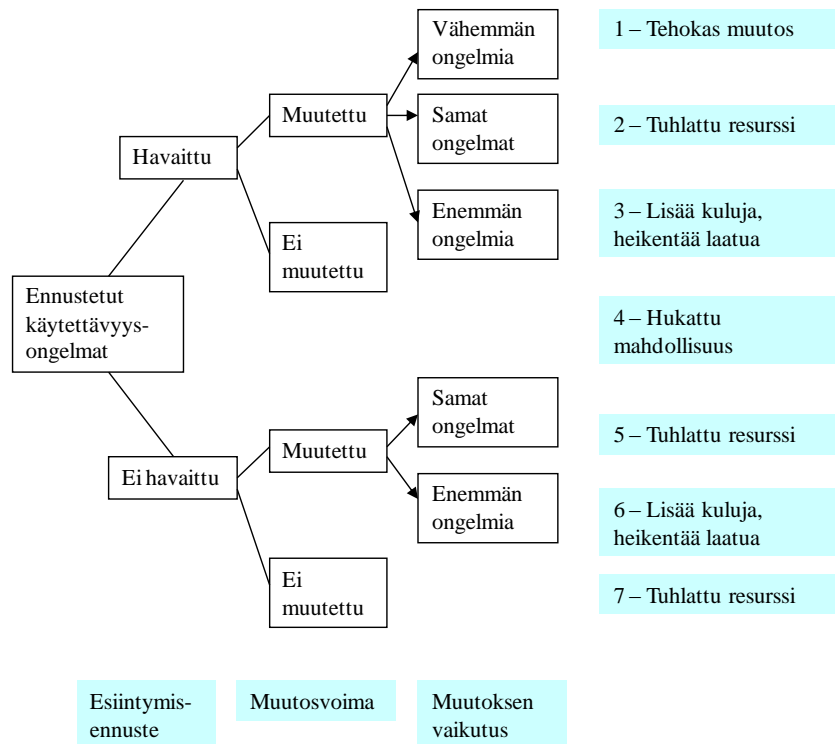 Vähemmän
ongelmia
1 – Tehokas muutos
Muutettu
Samat
ongelmat
2 – Tuhlattu resurssi
Havaittu
Enemmän
ongelmia
3 – Lisää kuluja,
heikentää laatua
Ei
muutettu
Ennustetut
käytettävyys-
ongelmat
4 – Hukattu
mahdollisuus
Samat
ongelmat
5 – Tuhlattu resurssi
Muutettu
Ei havaittu
Enemmän
ongelmia
6 – Lisää kuluja,
heikentää laatua
Ei
muutettu
7 – Tuhlattu resurssi
Esiintymis-
ennuste
Muutosvoima
Muutoksen
vaikutus